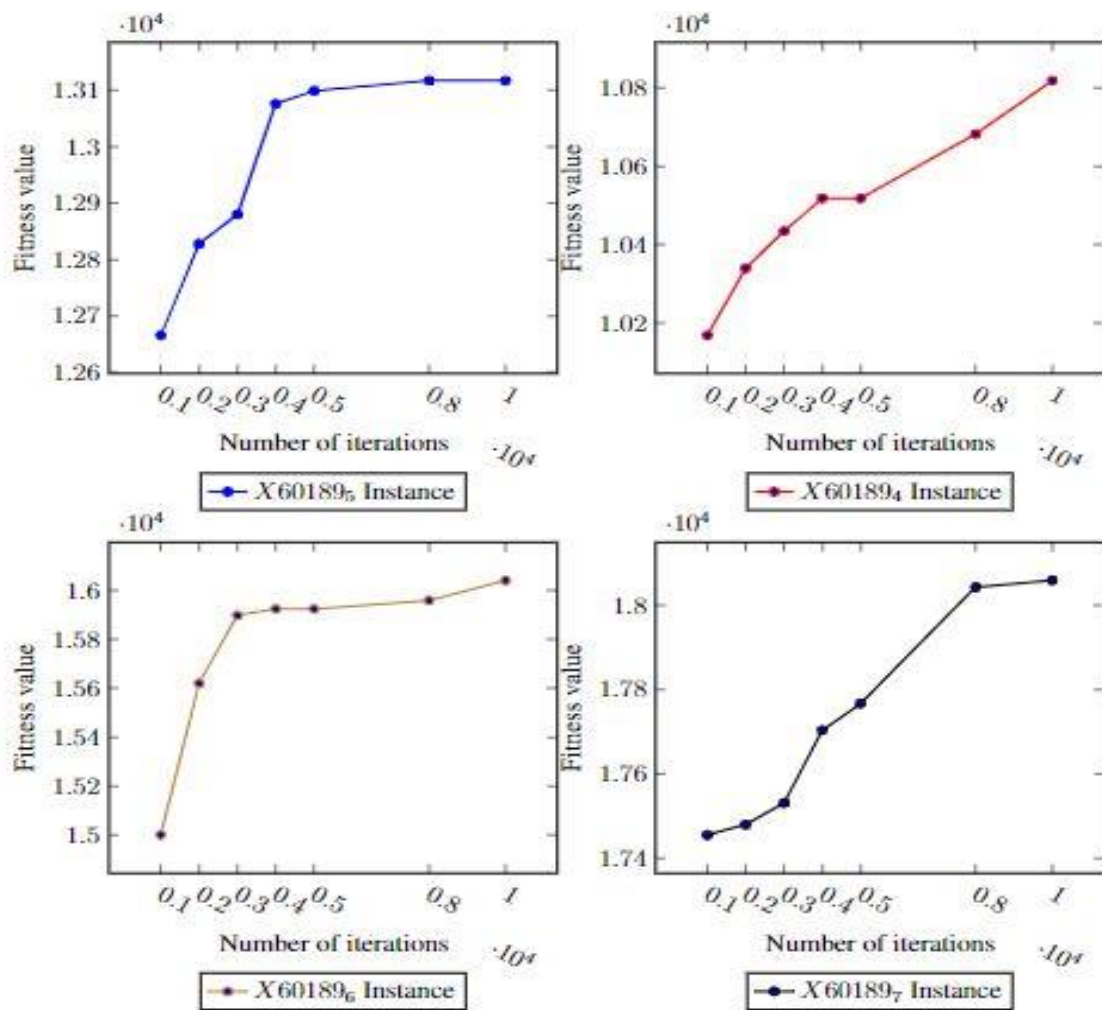 ·10⁴
1.31
1.3
1.29
1.28
1.27
1.26
Fitness value
0.1 0.2 0.3 0.4 0.5 0.8 1
Number of iterations
·10⁴
X60189₅ Instance
·10⁴
1.08
1.06
1.04
1.02
Fitness value
0.1 0.2 0.3 0.4 0.5 0.8 1
Number of iterations
·10⁴
X60189₄ Instance
·10⁴
1.6
1.58
1.56
1.54
1.52
1.5
Fitness value
0.1 0.2 0.3 0.4 0.5 0.8 1
Number of iterations
·10⁴
X60189₆ Instance
·10⁴
1.8
1.78
1.76
1.74
Fitness value
0.1 0.2 0.3 0.4 0.5 0.8 1
Number of iterations
·10⁴
X60189₇ Instance